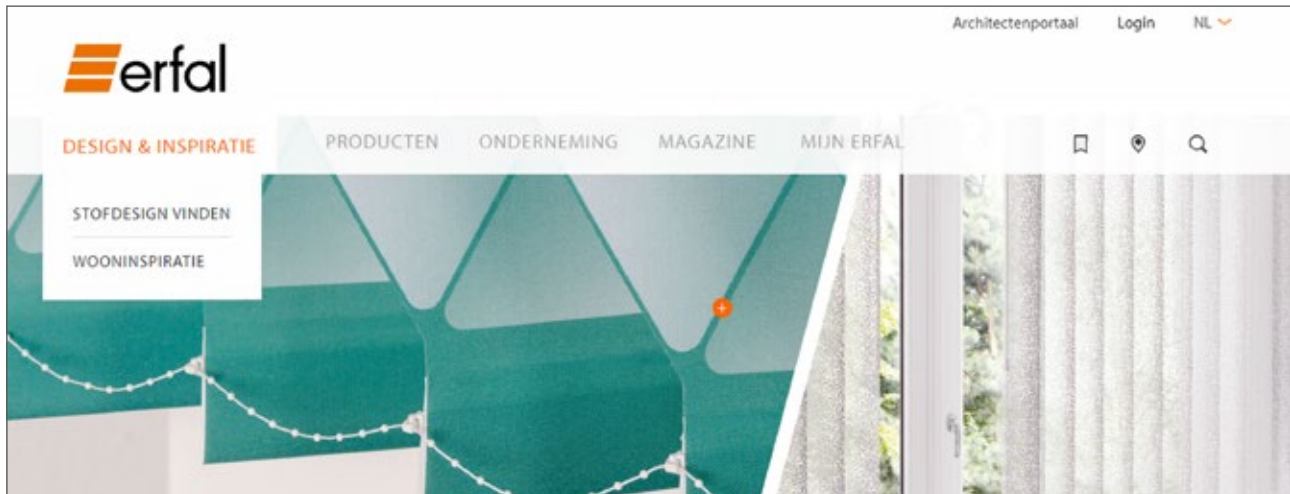 Architectenportaal Login NL
erfal
DESIGN & INSPIRATIE PRODUCTEN ONDERNEMING MAGAZINE MIJN ERFAL
STOFDESIGN VINDEN
WOONINSPIRATIE